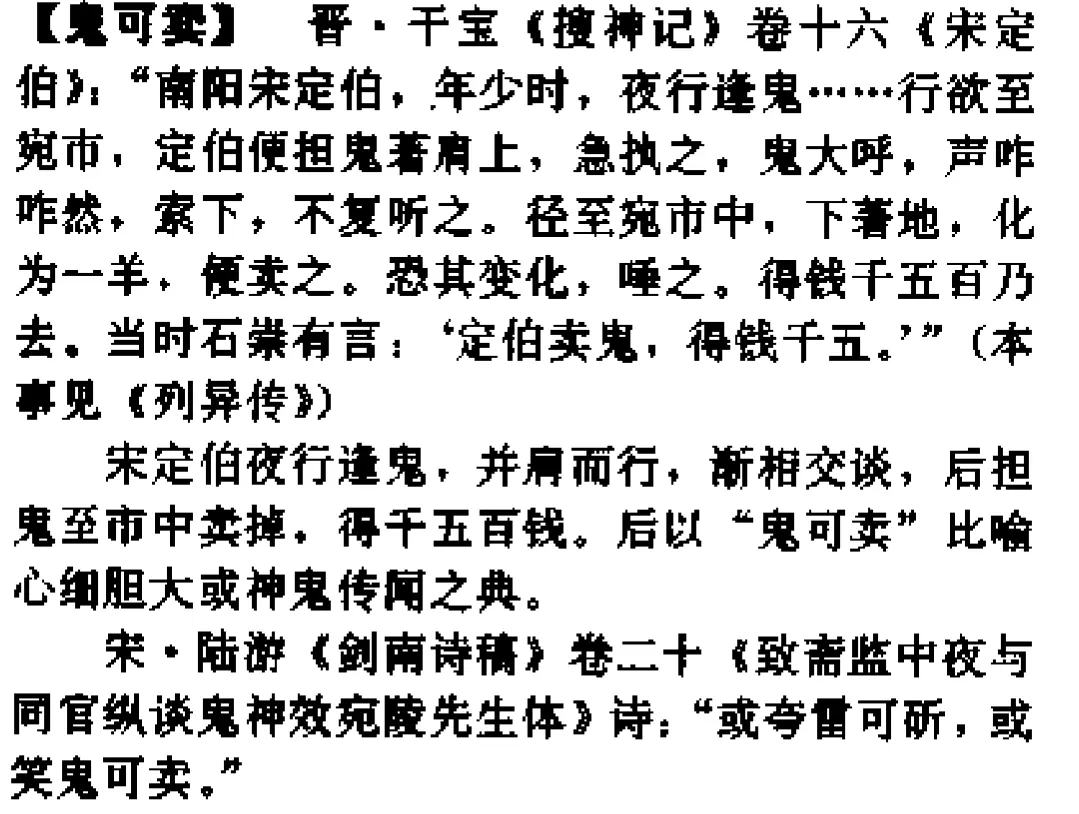 【鬼可卖】 晋·干宝《搜神记》卷十六《宋定
伯》：“南阳宋定伯，年少时，夜行逢鬼……行欲至
宛市，定伯便担鬼著肩上，急执之，鬼大呼，声咋
咋然，索下，不复听之。径至宛市中，下著地，化
为一羊，便卖之。恐其变化，唾之。得钱千五百乃
去。当时石崇有言：‘定伯卖鬼，得钱千五。’”（本
事见《列异传》）
宋定伯夜行逢鬼，并肩而行，渐相交谈，后担
鬼至市中卖掉，得千五百钱。后以“鬼可卖”比喻
心细胆大或神鬼传闻之典。
宋·陆游《剑南诗稿》卷二十《致斋监中夜与
同官纵谈鬼神效宛陵先生体》诗：“或夸雷可斫，或
笑鬼可卖。”